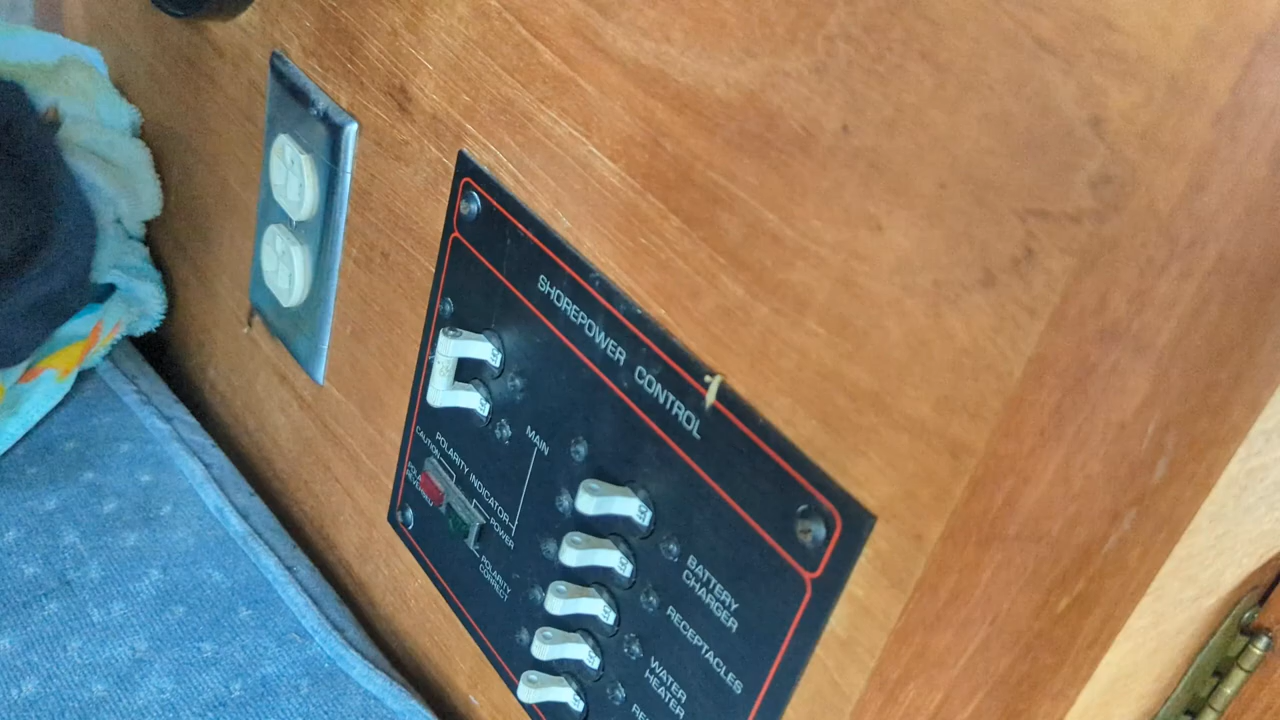 SHOREPOWER CONTROL
MAIN
POLARITY INDICATOR
CAUTION
POWER
POLARITY
CORRECT
BATTERY
CHARGER
RECEPTACLES
WATER
HEATER